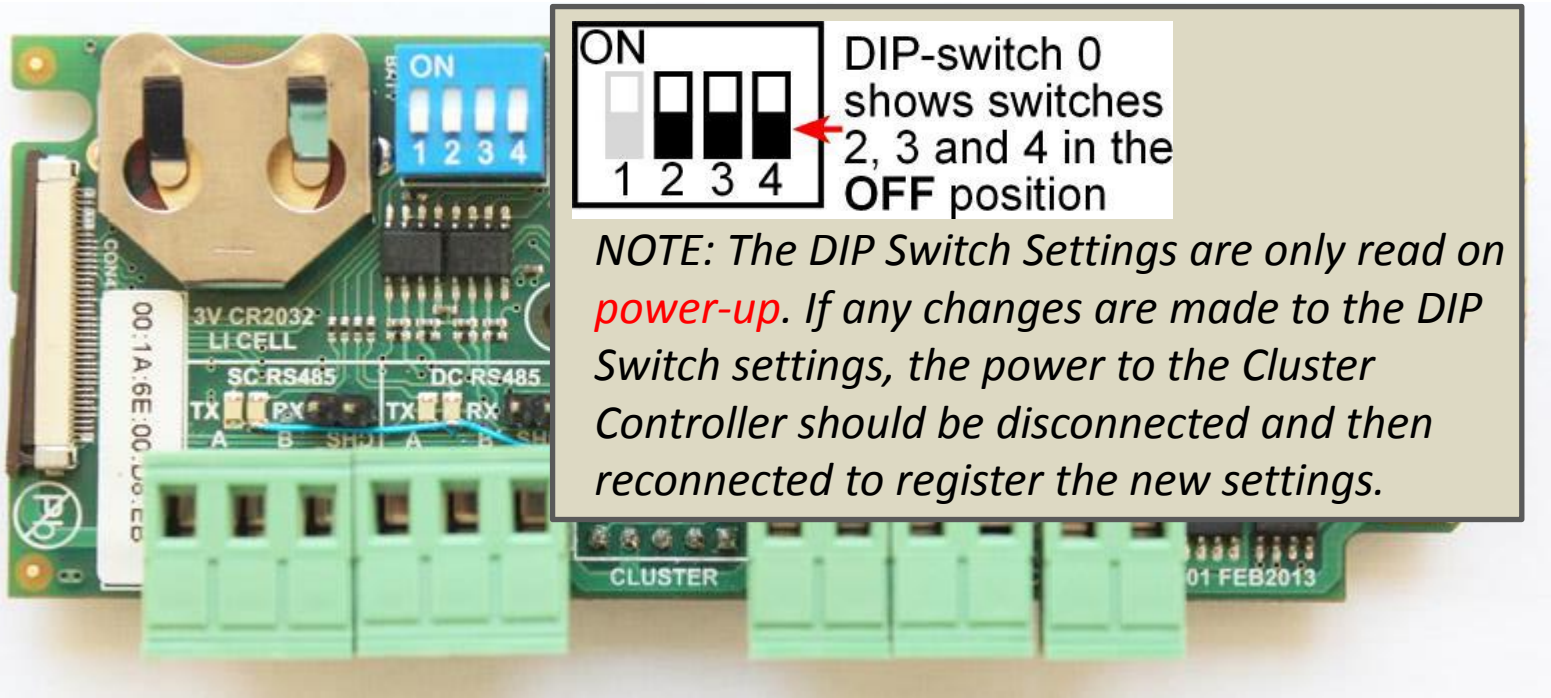 BATY
ON
1 2 3 4
ON
1 2 3 4
DIP-switch 0
shows switches
2, 3 and 4 in the
OFF position
NOTE: The DIP Switch Settings are only read on
power-up. If any changes are made to the DIP
Switch settings, the power to the Cluster
Controller should be disconnected and then
reconnected to register the new settings.
CON4
3V CR2032
LI CELL
SC RS485
DC RS485
TX RX TX RX
A B SHD A B SH
00:1A:6E:00:
Pb
CLUSTER
01 FEB2013